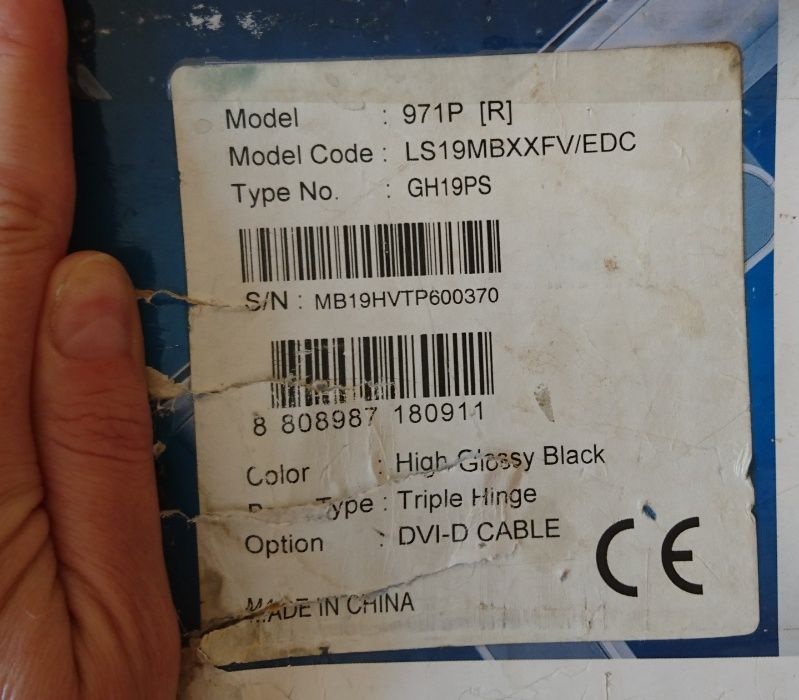 Model : 971P [R]
Model Code : LS19MBXXFV/EDC
Type No. : GH19PS
S/N : MB19HVTP600370
8 808987 180911
Color : High Glossy Black
Type : Triple Hinge
Option : DVI-D CABLE
CE
MADE IN CHINA